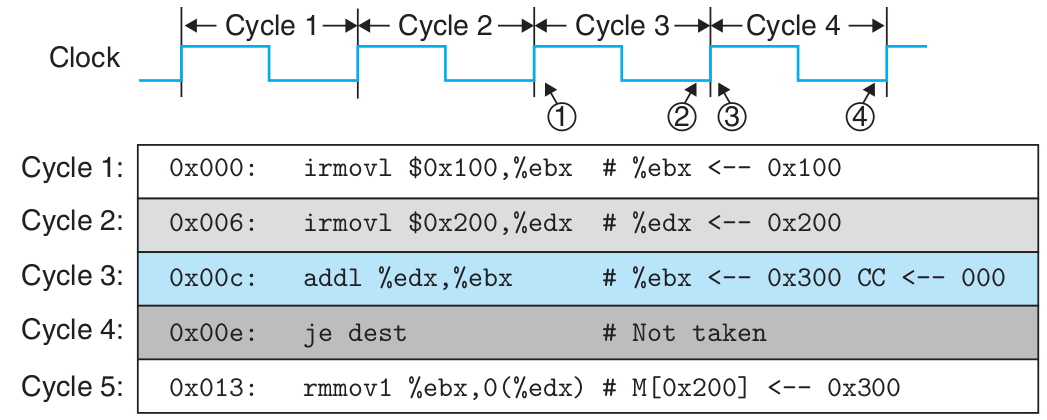 Cycle 1 Cycle 2 Cycle 3 Cycle 4
Clock
① ② ③ ④
Cycle 1: 0x000: irmovl $0x100,%ebx # %ebx <-- 0x100
Cycle 2: 0x006: irmovl $0x200,%edx # %edx <-- 0x200
Cycle 3: 0x00c: addl %edx,%ebx # %ebx <-- 0x300 CC <-- 000
Cycle 4: 0x00e: je dest # Not taken
Cycle 5: 0x013: rmmov1 %ebx,0(%edx) # M[0x200] <-- 0x300